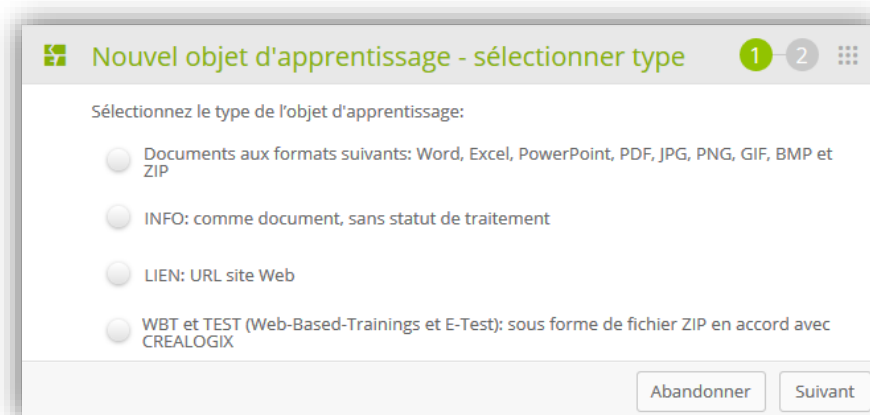 Nouvel objet d'apprentissage - sélectionner type 1 2
Sélectionnez le type de l'objet d'apprentissage:
Documents aux formats suivants: Word, Excel, PowerPoint, PDF, JPG, PNG, GIF, BMP et
ZIP
INFO: comme document, sans statut de traitement
LIEN: URL site Web
WBT et TEST (Web-Based-Trainings et E-Test): sous forme de fichier ZIP en accord avec
CREALOGIX
Abandonner Suivant